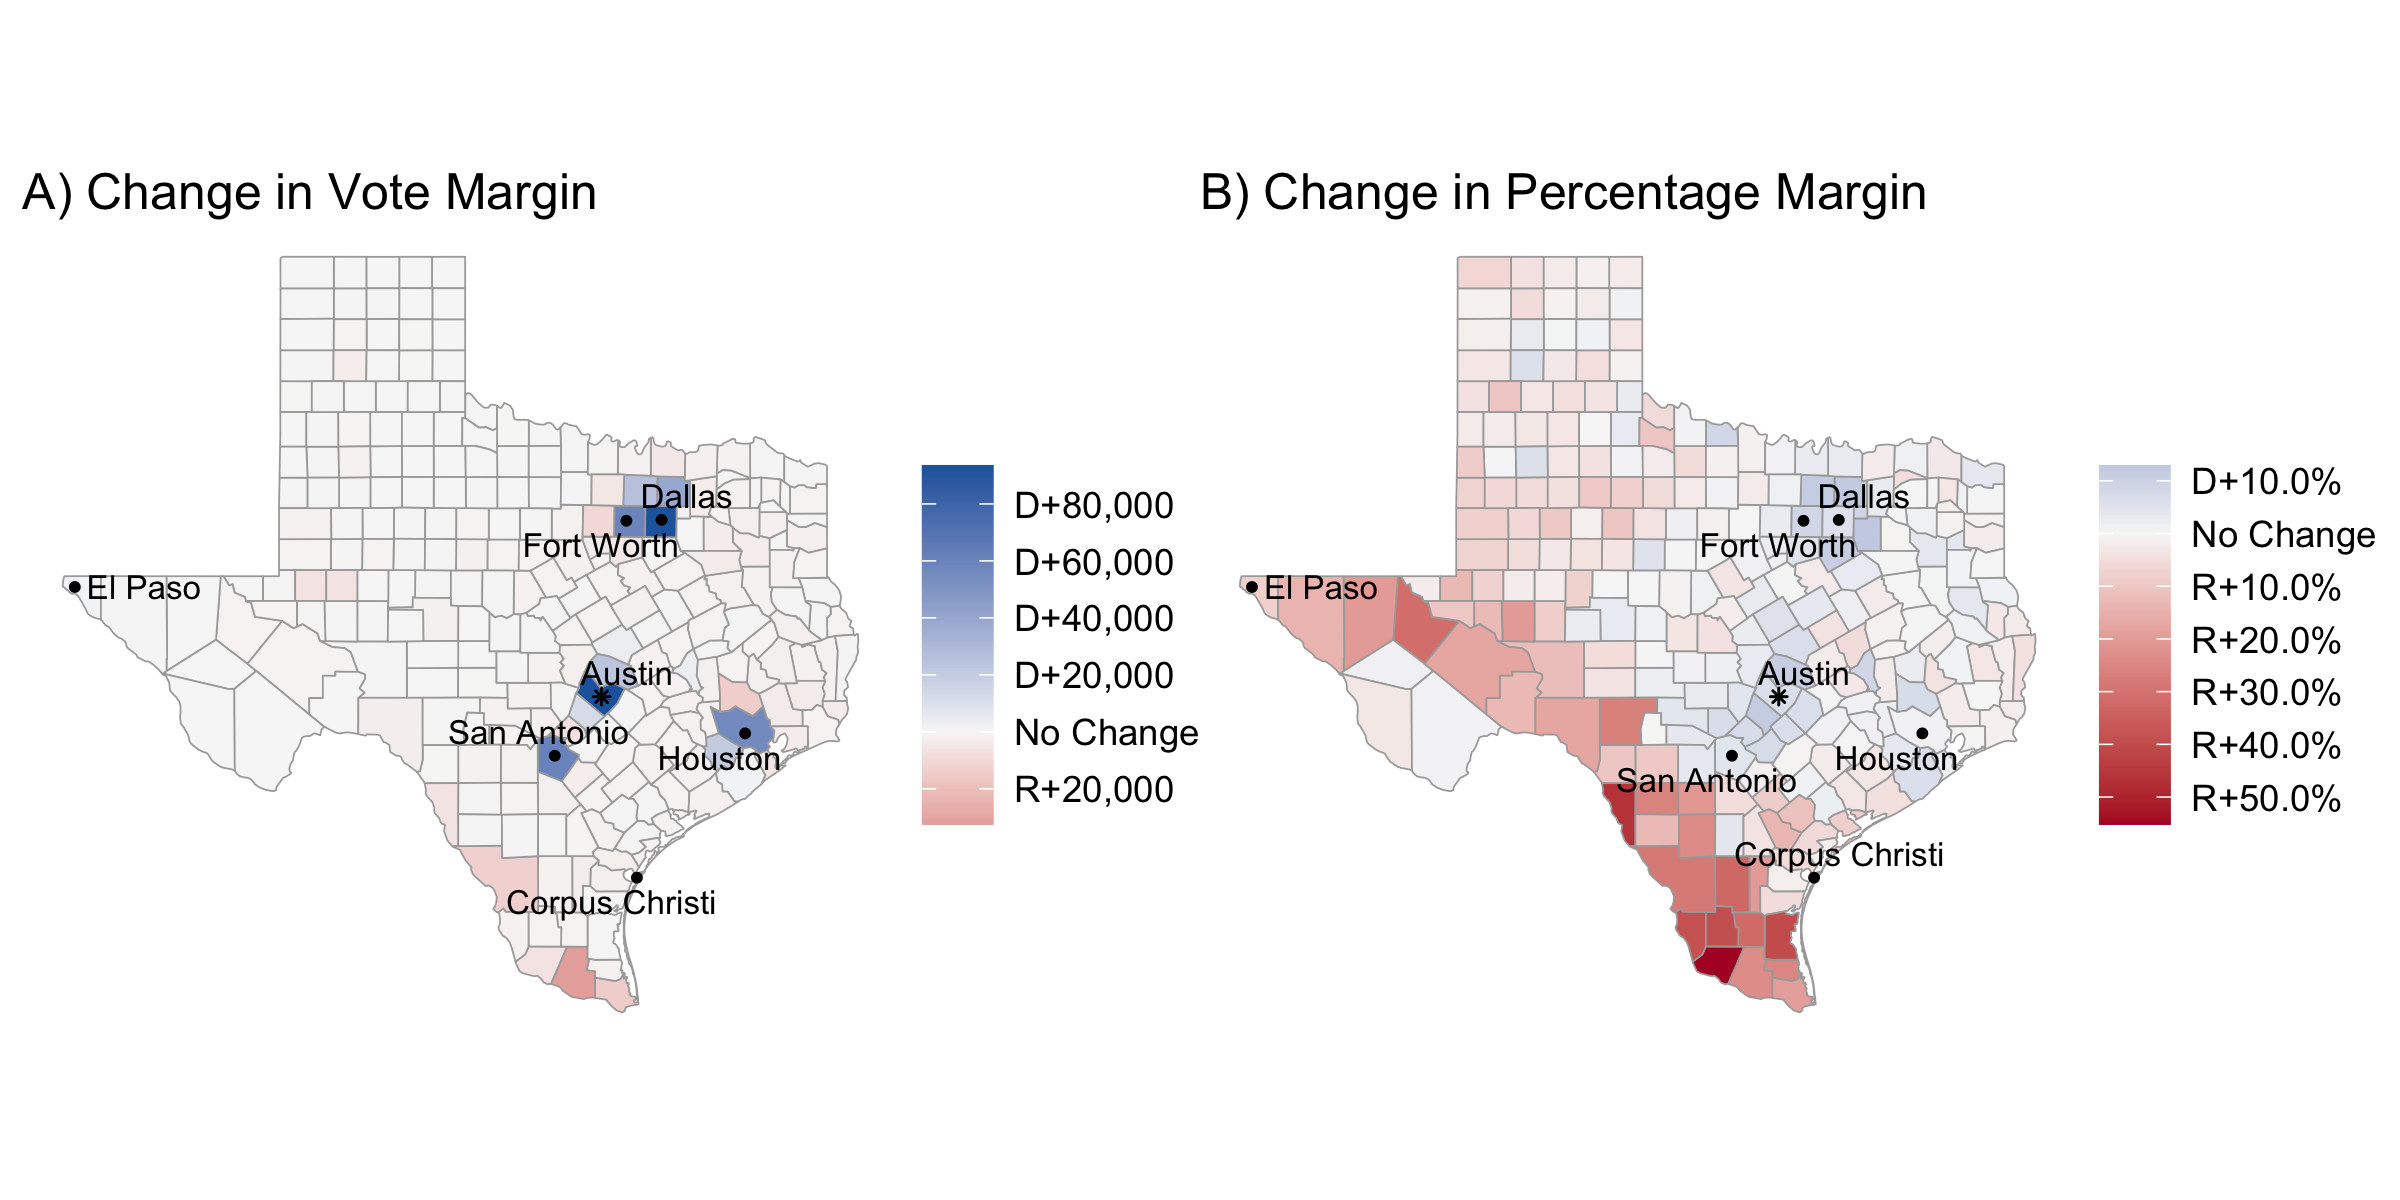 A) Change in Vote Margin
Dallas
Fort Worth
El Paso
Austin
San Antonio
Houston
Corpus Christi
D+80,000
D+60,000
D+40,000
D+20,000
No Change
R+20,000
B) Change in Percentage Margin
Dallas
Fort Worth
El Paso
Austin
Houston
San Antonio
Corpus Christi
D+10.0%
No Change
R+10.0%
R+20.0%
R+30.0%
R+40.0%
R+50.0%